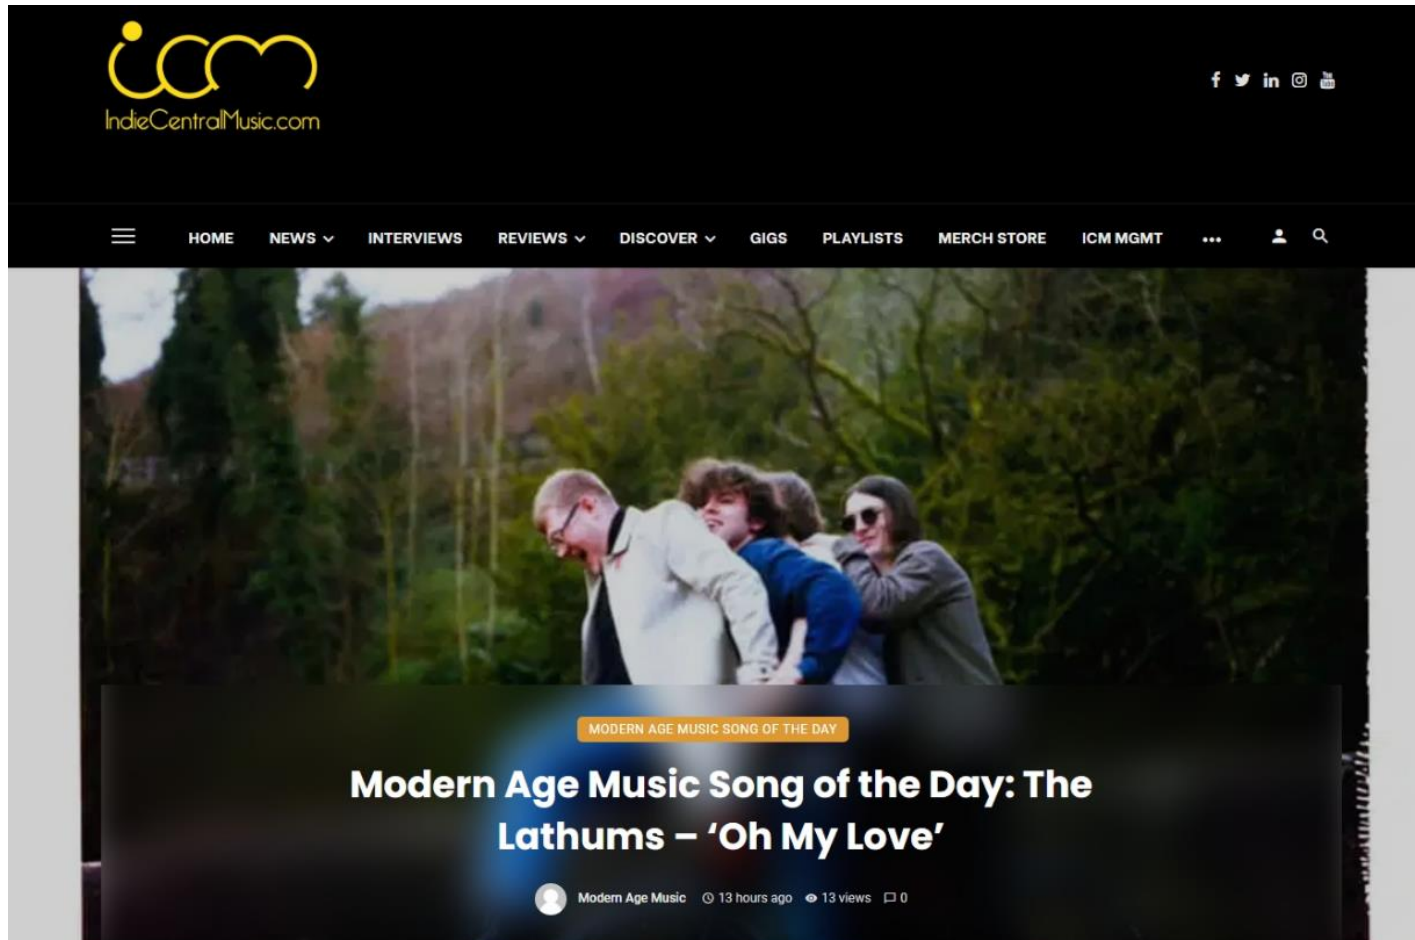 icm
IndieCentralMusic.com
HOME NEWS INTERVIEWS REVIEWS DISCOVER GIGS PLAYLISTS MERCH STORE ICM MGMT
MODERN AGE MUSIC SONG OF THE DAY
Modern Age Music Song of the Day: The
Lathums – ‘Oh My Love’
Modern Age Music 13 hours ago 13 views 0